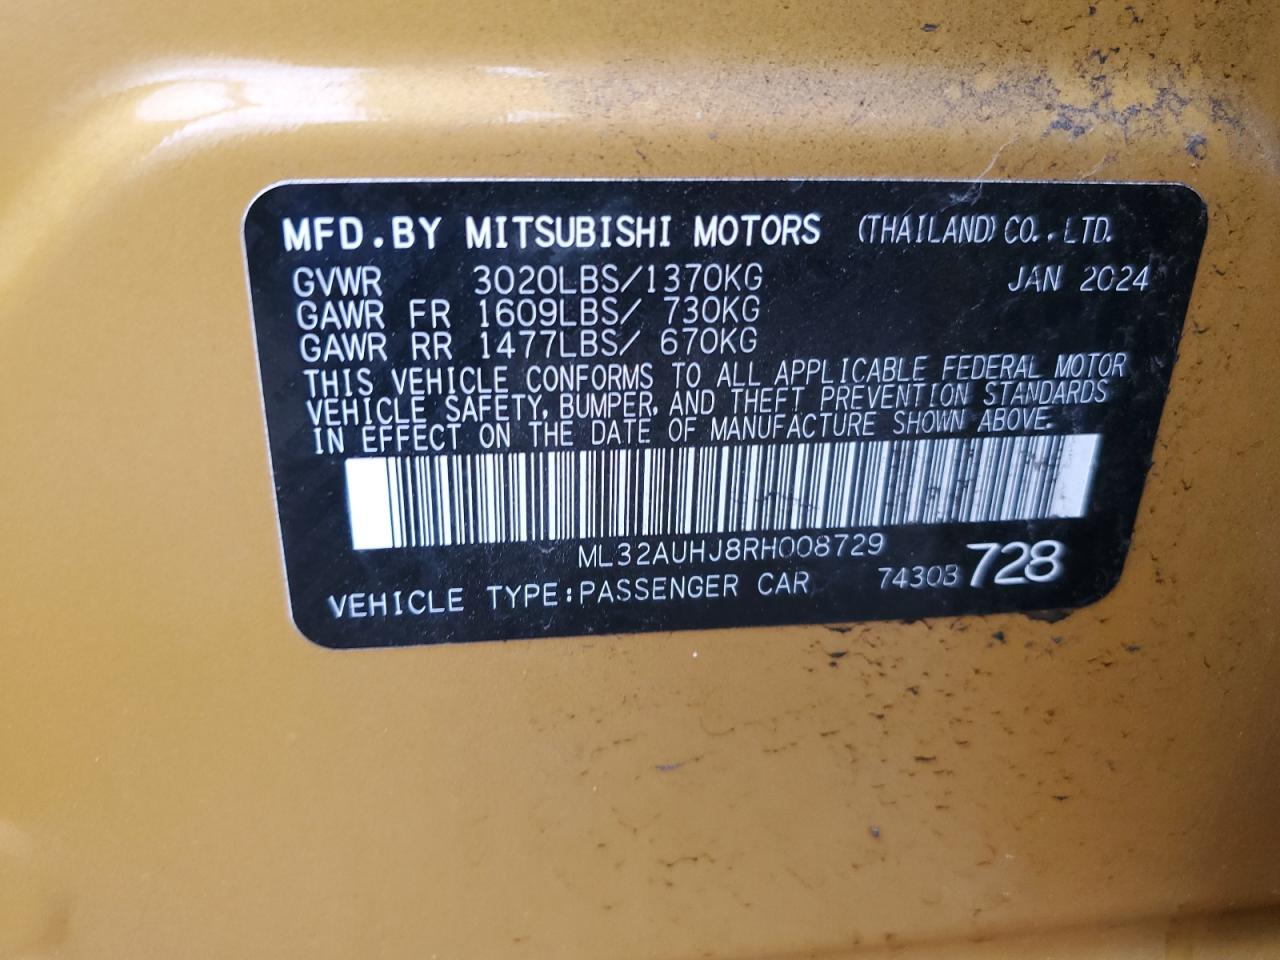 MFD.BY MITSUBISHI MOTORS (THAILAND) CO., LTD.
GVWR 3020LBS/1370KG JAN 2024
GAWR FR 1609LBS/ 730KG
GAWR RR 1477LBS/ 670KG
THIS VEHICLE CONFORMS TO ALL APPLICABLE FEDERAL MOTOR
VEHICLE SAFETY, BUMPER, AND THEFT PREVENTION STANDARDS
IN EFFECT ON THE DATE OF MANUFACTURE SHOWN ABOVE.
ML32AUHJ8RH008729
VEHICLE TYPE:PASSENGER CAR 74303 728